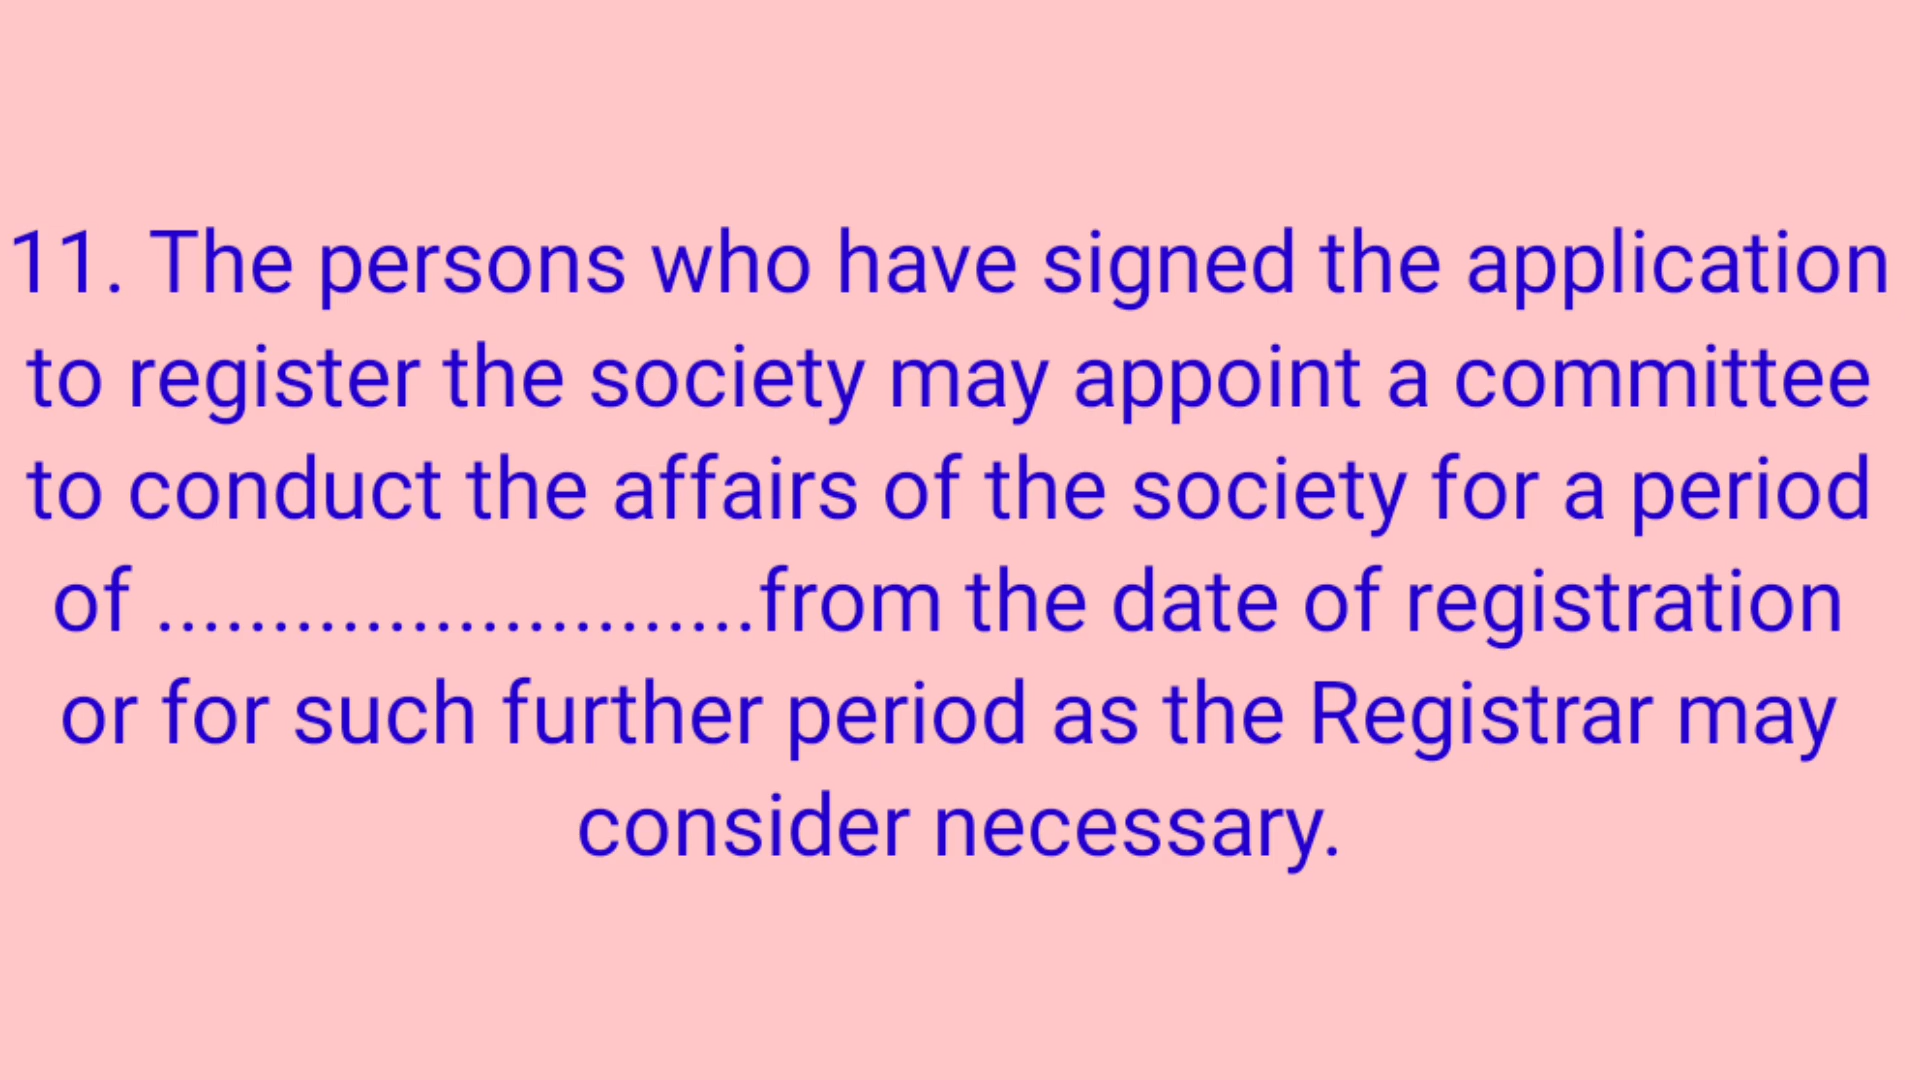 11. The persons who have signed the application
to register the society may appoint a committee
to conduct the affairs of the society for a period
of ..........................from the date of registration
or for such further period as the Registrar may
consider necessary.